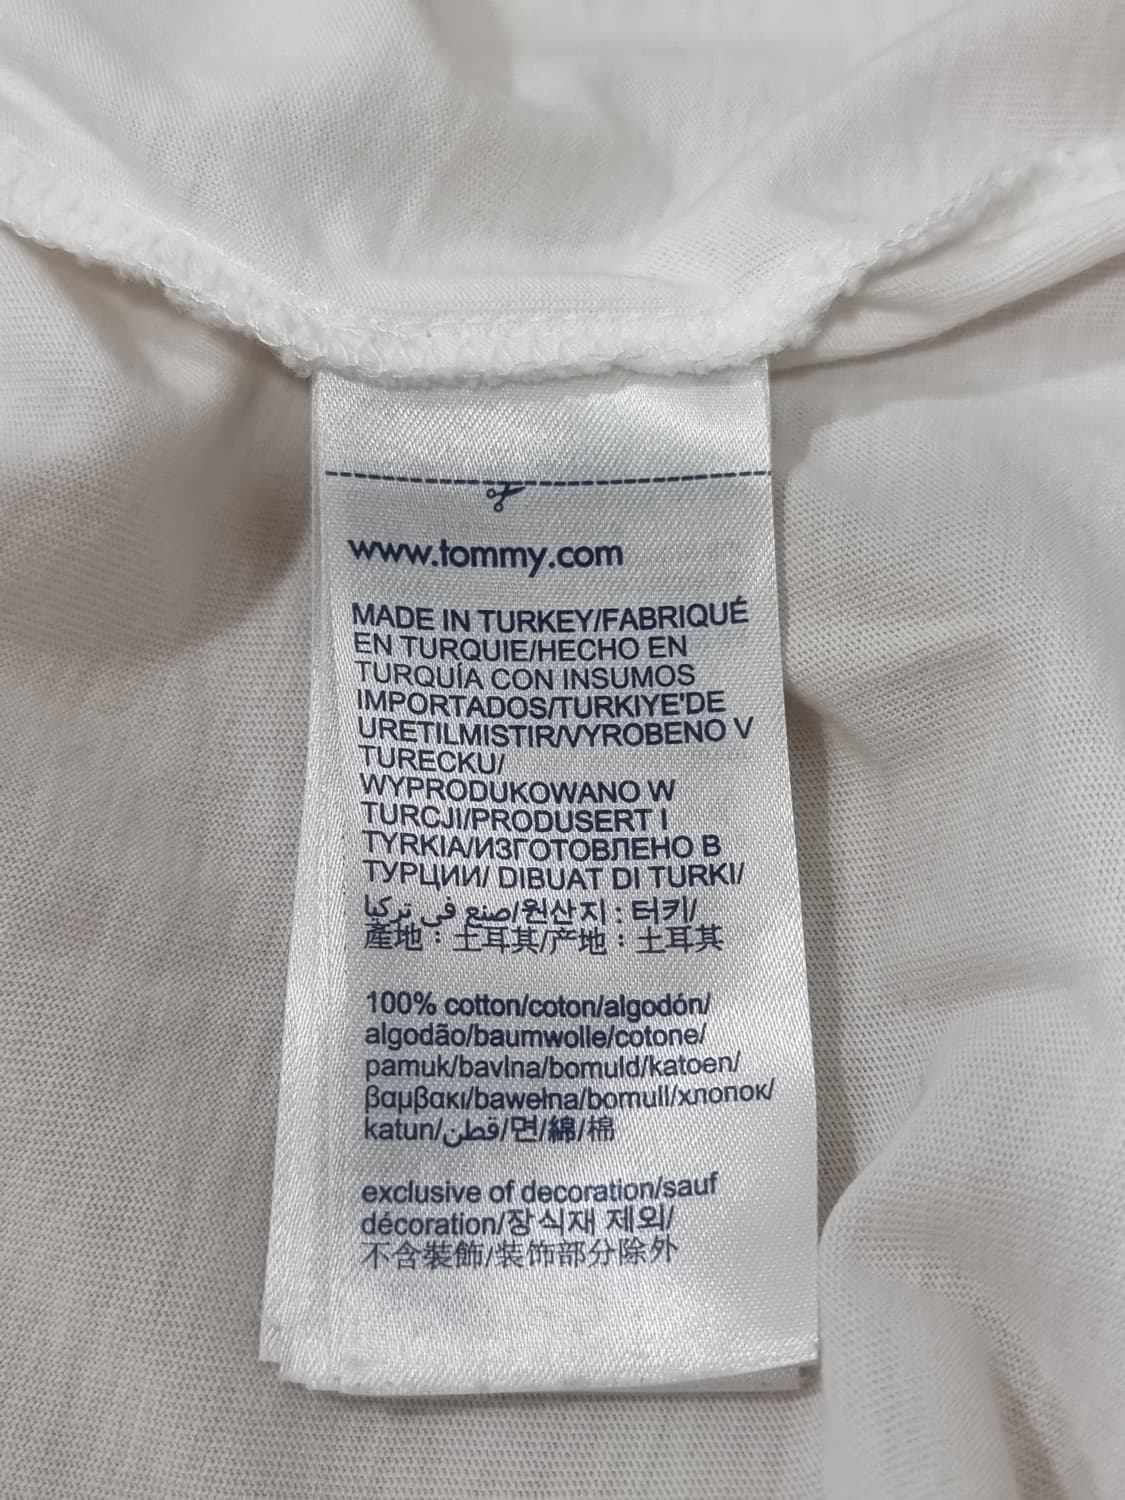 www.tommy.com
MADE IN TURKEY/FABRIQUÉ
EN TURQUIE/HECHO EN
TURQUÍA CON INSUMOS
IMPORTADOS/TURKIYE'DE
URETILMISTIR/VYROBENO V
TURECKU/
WYPRODUKOWANO W
TURCJI/PRODUSERT I
TYRKIA/ИЗГОТОВЛЕНО В
ТУРЦИИ/ DIBUAT DI TURKI/
صنع في تركيا/원산지 : 터키/
產地：土耳其/产地：土耳其
100% cotton/coton/algodón/
algodão/baumwolle/cotone/
pamuk/bavlna/bomuld/katoen/
βαμβακι/bawełna/bomull/хлопок/
katun/قطن/면/綿/棉
exclusive of decoration/sauf
décoration/장식재 제외/
不含裝飾/装饰部分除外